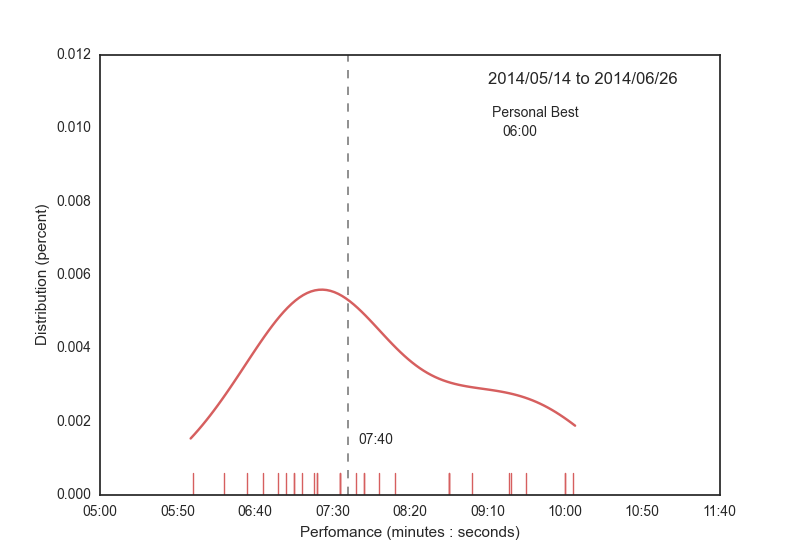 2014/05/14 to 2014/06/26
Personal Best
06:00
0.012
0.010
0.008
0.006
0.004
0.002
0.000
Distribution (percent)
07:40
05:00 05:50 06:40 07:30 08:20 09:10 10:00 10:50 11:40
Perfomance (minutes : seconds)